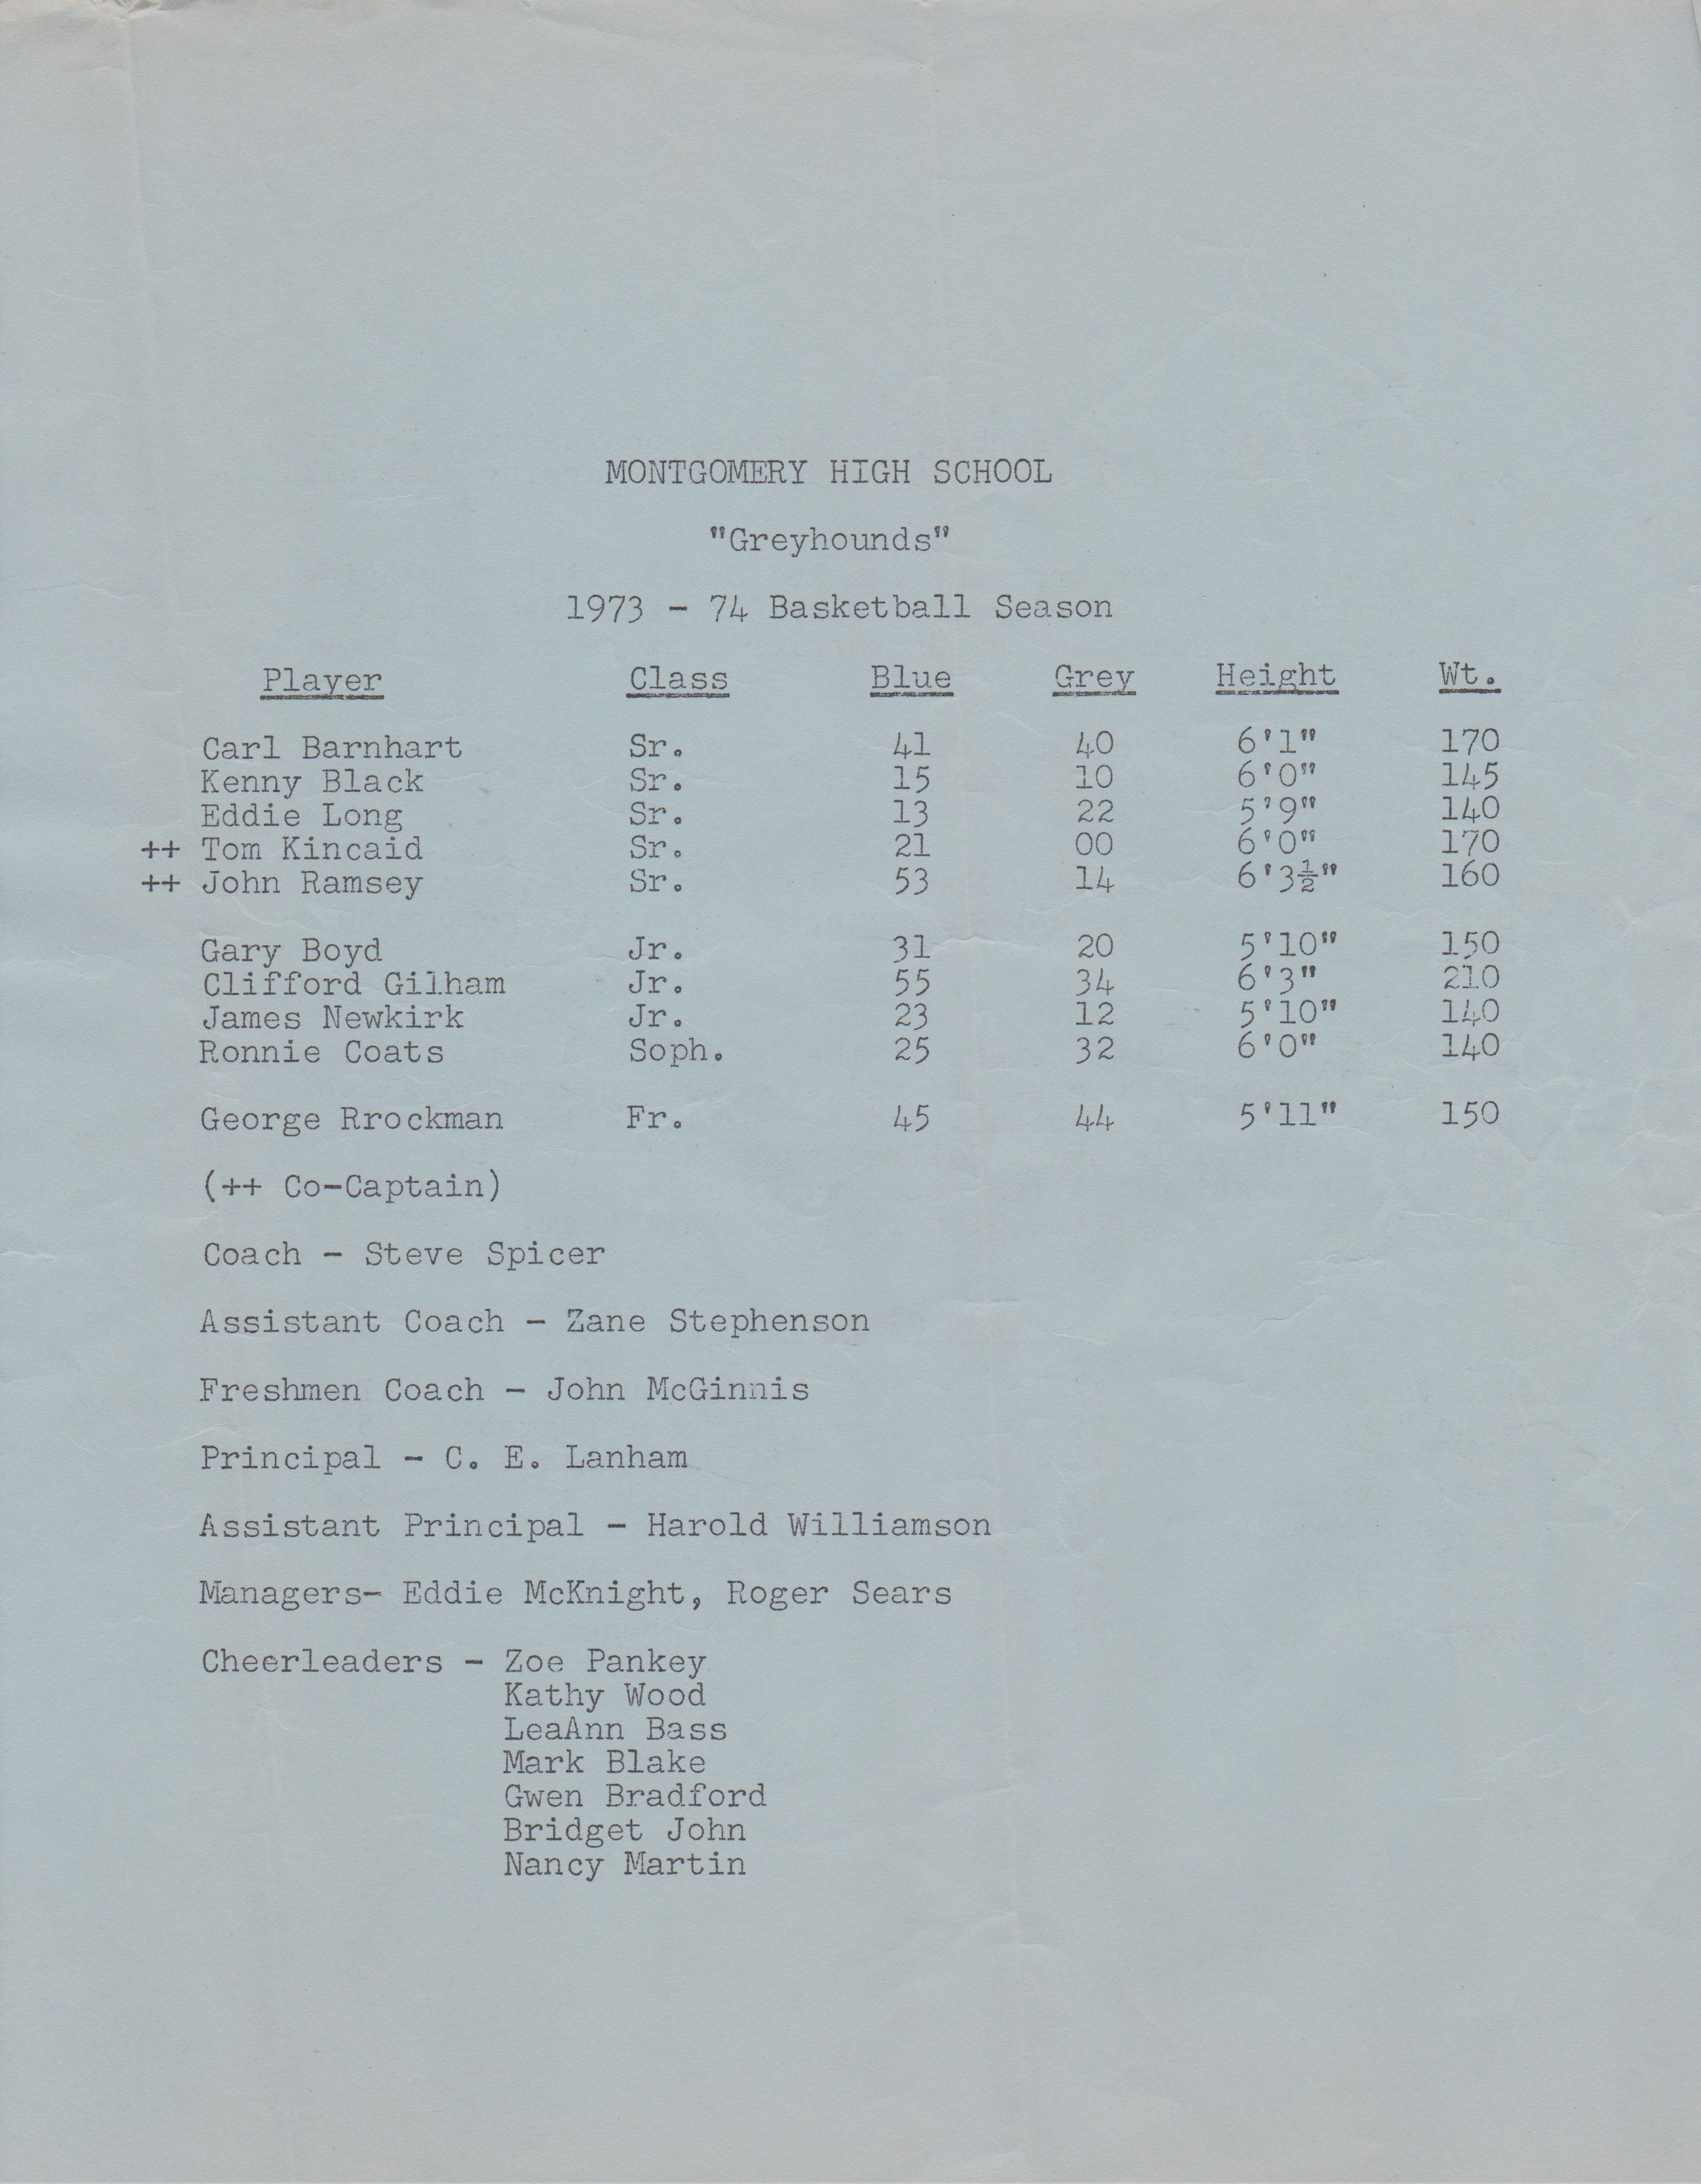 MONTGOMERY HIGH SCHOOL
"Greyhounds"
1973 - 74 Basketball Season
Player Class Blue Grey Height Wt.
Carl Barnhart Sr. 41 40 6'1" 170
Kenny Black Sr. 15 10 6'0" 145
Eddie Long Sr. 13 22 5'9" 140
++ Tom Kincaid Sr. 21 00 6'0" 170
++ John Ramsey Sr. 53 14 6'3½" 160
Gary Boyd Jr. 31 20 5'10" 150
Clifford Gilham Jr. 55 34 6'3" 210
James Newkirk Jr. 23 12 5'10" 140
Ronnie Coats Soph. 25 32 6'0" 140
George Rrockman Fr. 45 44 5'11" 150
(++ Co-Captain)
Coach - Steve Spicer
Assistant Coach - Zane Stephenson
Freshmen Coach - John McGinnis
Principal - C. E. Lanham
Assistant Principal - Harold Williamson
Managers- Eddie McKnight, Roger Sears
Cheerleaders - Zoe Pankey
Kathy Wood
LeaAnn Bass
Mark Blake
Gwen Bradford
Bridget John
Nancy Martin